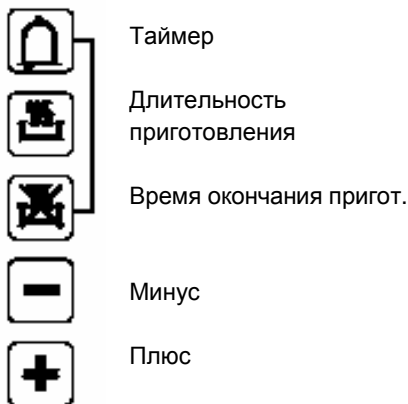 Таймер
Длительность
приготовления
Время окончания пригот.
Минус
Плюс